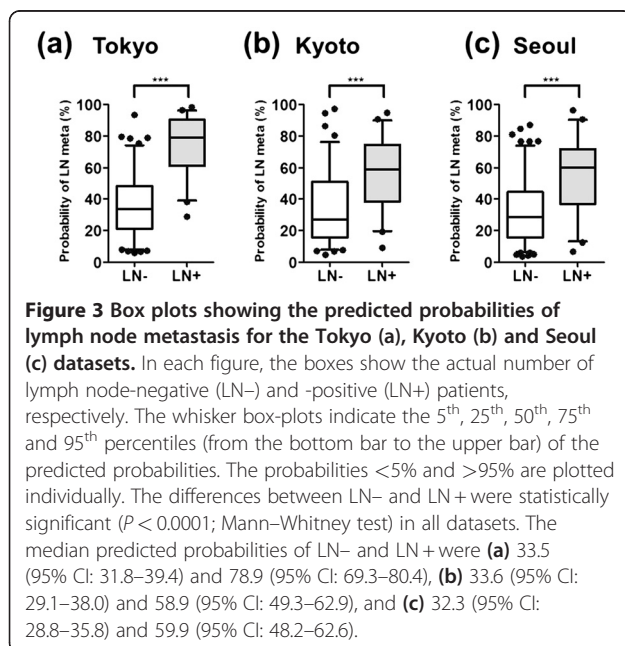 (a) Tokyo (b) Kyoto (c) Seoul
*** *** ***
Probability of LN meta (%)
100
80
60
40
20
0
LN- LN+
Probability of LN meta (%)
100
80
60
40
20
0
LN- LN+
Probability of LN meta (%)
100
80
60
40
20
0
LN- LN+
Figure 3 Box plots showing the predicted probabilities of
lymph node metastasis for the Tokyo (a), Kyoto (b) and Seoul
(c) datasets. In each figure, the boxes show the actual number of
lymph node-negative (LN–) and -positive (LN+) patients,
respectively. The whisker box-plots indicate the 5th, 25th, 50th, 75th
and 95th percentiles (from the bottom bar to the upper bar) of the
predicted probabilities. The probabilities <5% and >95% are plotted
individually. The differences between LN– and LN + were statistically
significant (P < 0.0001; Mann–Whitney test) in all datasets. The
median predicted probabilities of LN– and LN + were (a) 33.5
(95% CI: 31.8–39.4) and 78.9 (95% CI: 69.3–80.4), (b) 33.6 (95% CI:
29.1–38.0) and 58.9 (95% CI: 49.3–62.9), and (c) 32.3 (95% CI:
28.8–35.8) and 59.9 (95% CI: 48.2–62.6).